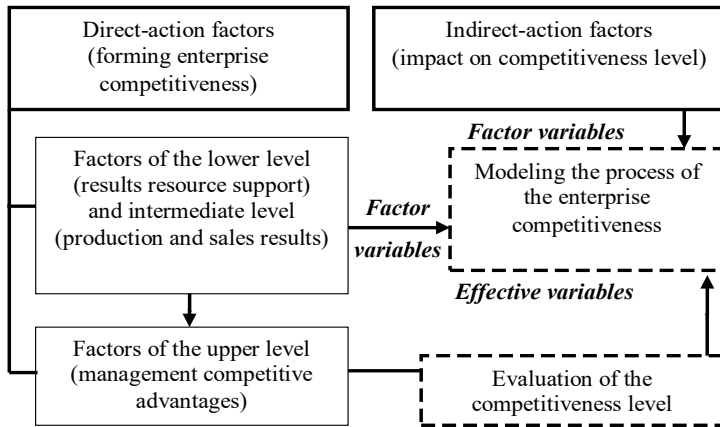 Direct-action factors
(forming enterprise
competitiveness)
Indirect-action factors
(impact on competitiveness level)
Factor variables
Factors of the lower level
(results resource support)
and intermediate level
(production and sales results)
Factor
variables
Modeling the process of
the enterprise
competitiveness
Effective variables
Factors of the upper level
(management competitive
advantages)
Evaluation of the
competitiveness level